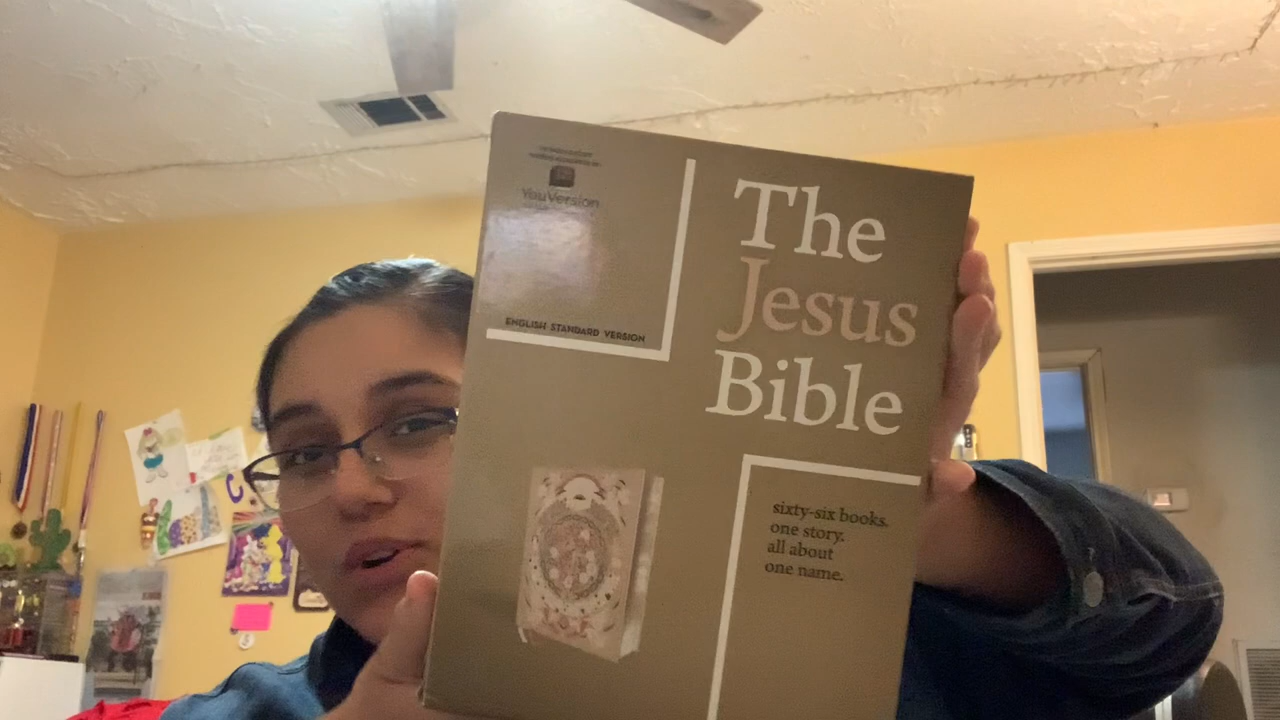 YouVersion
ENGLISH STANDARD VERSION
The
Jesus
Bible
sixty-six books.
one story.
all about
one name.